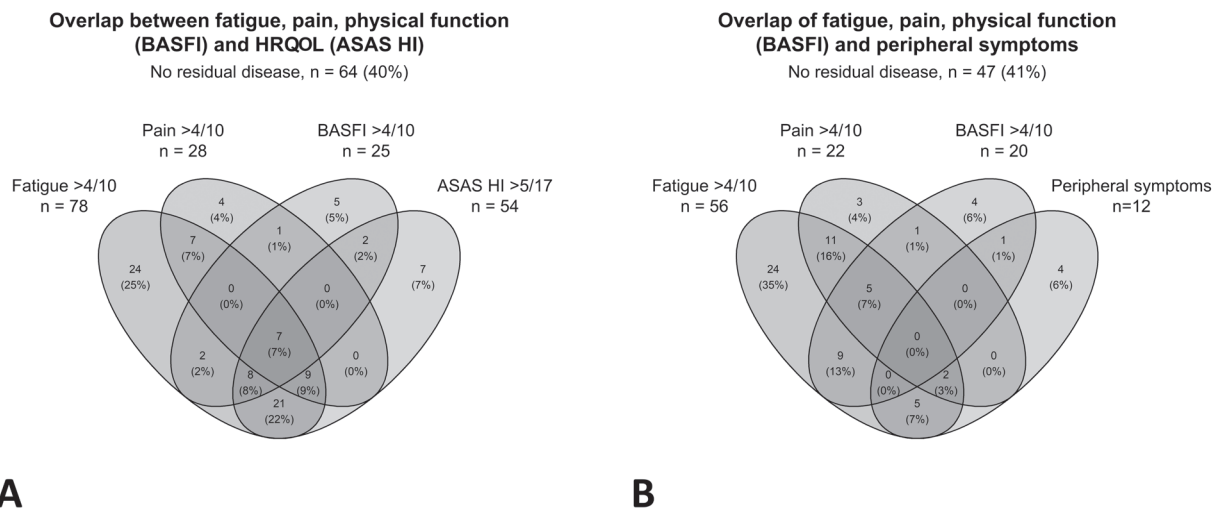 Overlap between fatigue, pain, physical function
(BASFI) and HRQOL (ASAS HI)
No residual disease, n = 64 (40%)
Pain >4/10
n = 28
BASFI >4/10
n = 25
Fatigue >4/10
n = 78
ASAS HI >5/17
n = 54
4
(4%)
5
(5%)
7
(7%)
1
(1%)
2
(2%)
24
(25%)
7
(7%)
0
(0%)
0
(0%)
7
(7%)
2
(2%)
0
(0%)
8
(8%)
9
(9%)
21
(22%)
A
Overlap of fatigue, pain, physical function
(BASFI) and peripheral symptoms
No residual disease, n = 47 (41%)
Pain >4/10
n = 22
BASFI >4/10
n = 20
Fatigue >4/10
n = 56
Peripheral symptoms
n=12
3
(4%)
4
(6%)
11
(16%)
1
(1%)
1
(1%)
24
(35%)
4
(6%)
5
(7%)
0
(0%)
0
(0%)
9
(13%)
0
(0%)
0
(0%)
2
(3%)
5
(7%)
B